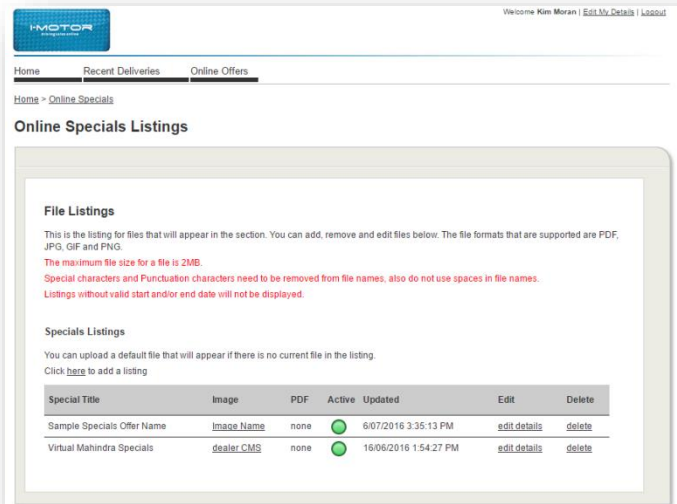 Welcome Kim Moran | Edit My Details | Logout
I-MOTOR
Home Recent Deliveries Online Offers
Home > Online Specials
Online Specials Listings
File Listings
This is the listing for files that will appear in the section. You can add, remove and edit files below. The file formats that are supported are PDF,
JPG, GIF and PNG.
The maximum file size for a file is 2MB.
Special characters and Punctuation characters need to be removed from file names, also do not use spaces in file names.
Listings without valid start and/or end date will not be displayed.
Specials Listings
You can upload a default file that will appear if there is no current file in the listing.
Click here to add a listing
Special Title Image PDF Active Updated Edit Delete
Sample Specials Offer Name Image Name none 6/07/2016 3:35:13 PM edit details delete
Virtual Mahindra Specials dealer CMS none 16/06/2016 1:54:27 PM edit details delete